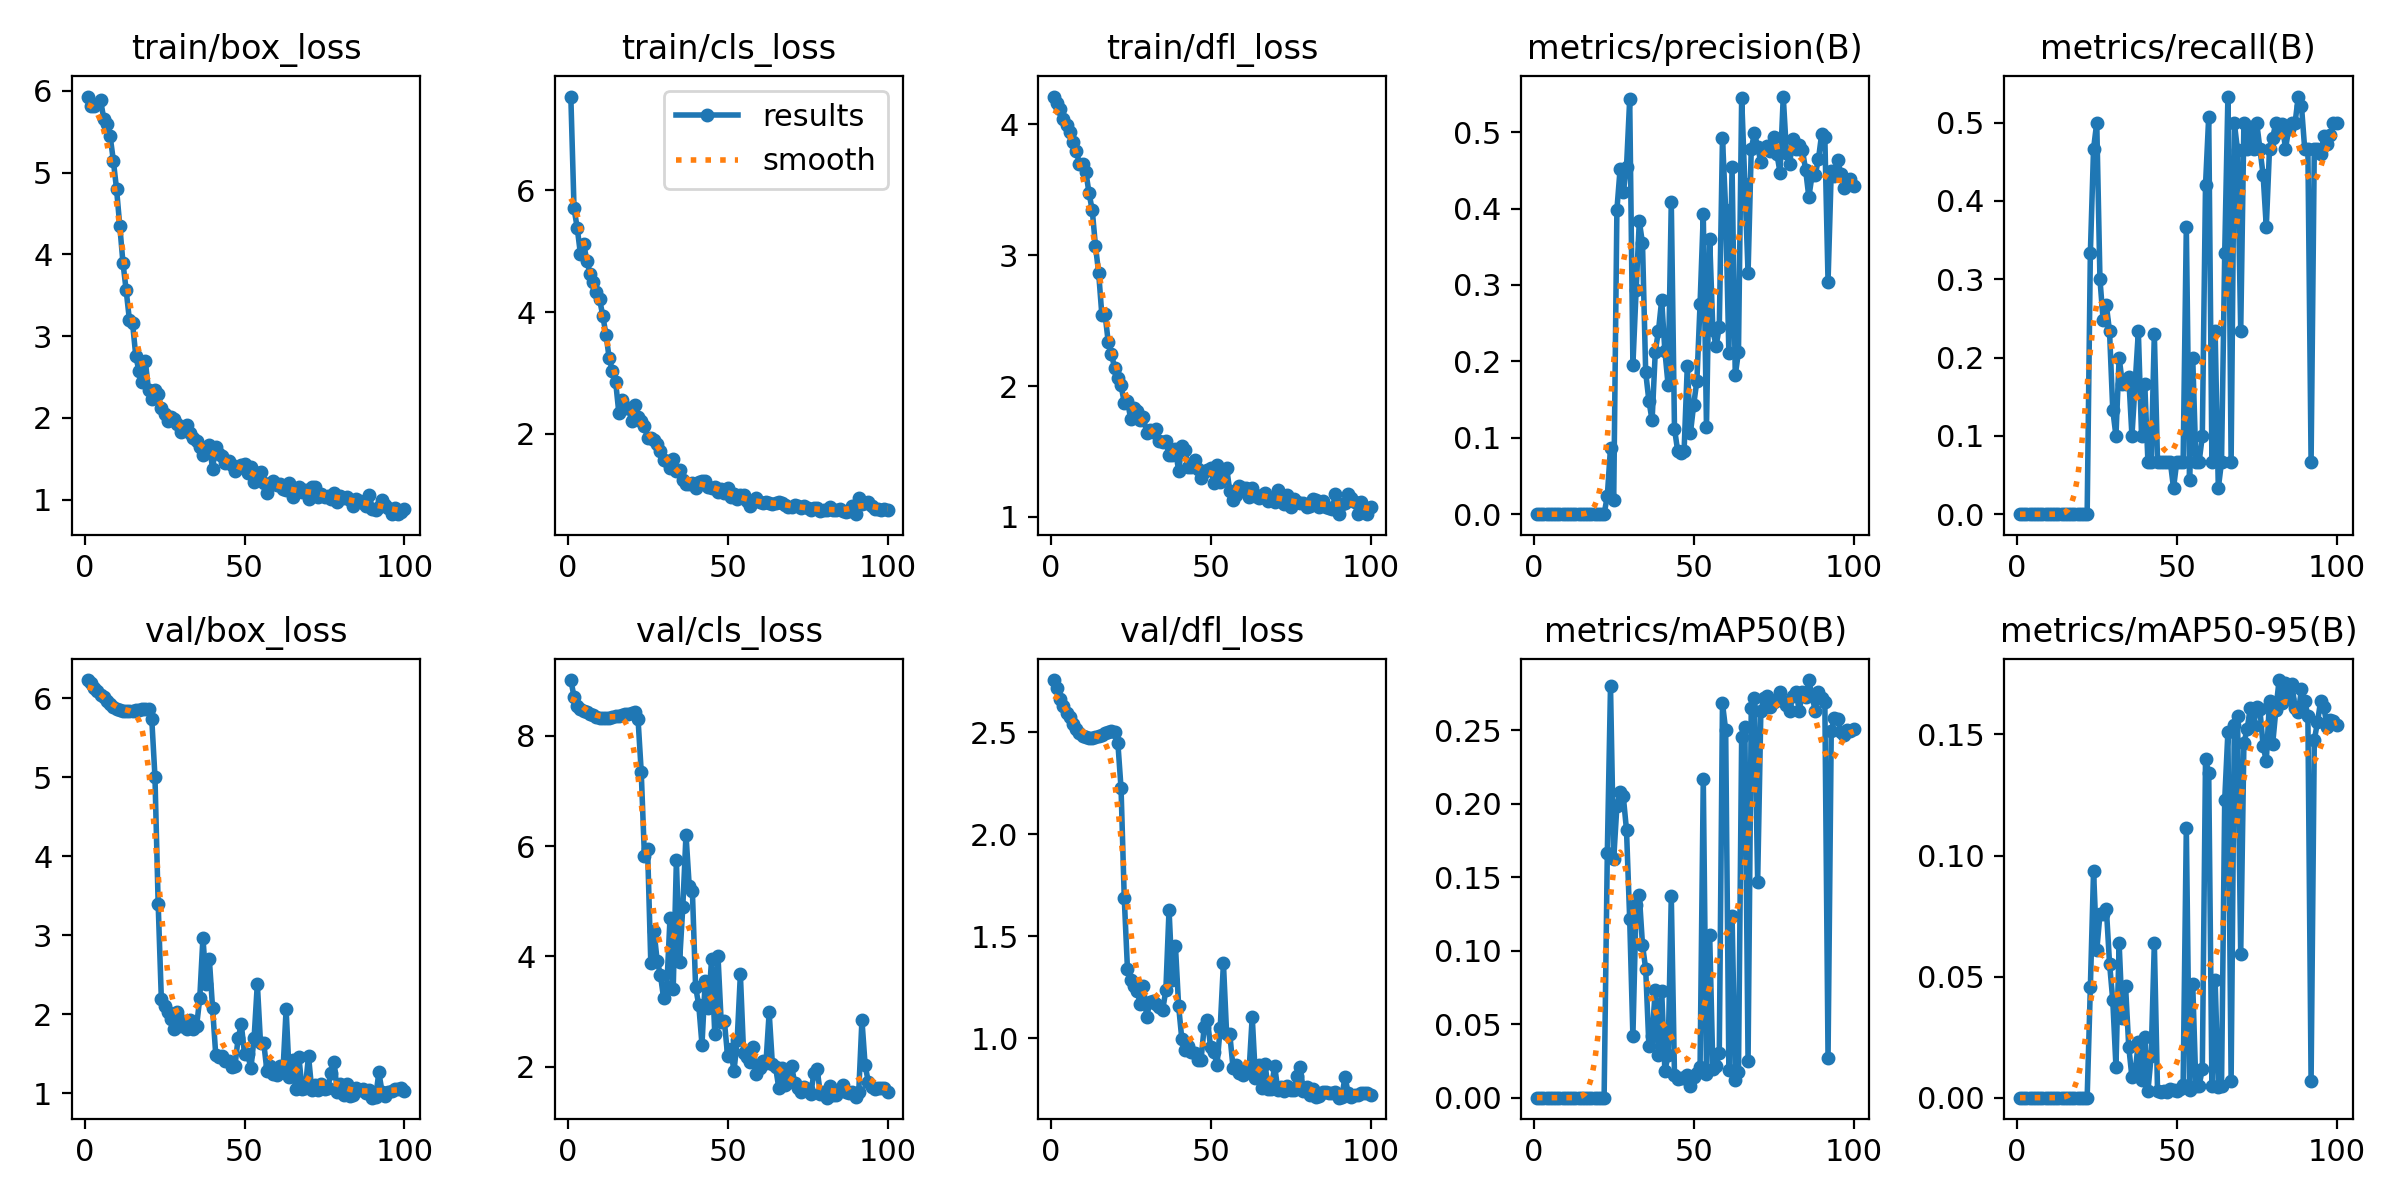 train/box_loss
6
5
4
3
2
1
0 50 100
train/cls_loss
results
smooth
6
4
2
0 50 100
train/dfl_loss
4
3
2
1
0 50 100
metrics/precision(B)
0.5
0.4
0.3
0.2
0.1
0.0
0 50 100
metrics/recall(B)
0.5
0.4
0.3
0.2
0.1
0.0
0 50 100
val/box_loss
6
5
4
3
2
1
0 50 100
val/cls_loss
8
6
4
2
0 50 100
val/dfl_loss
2.5
2.0
1.5
1.0
0 50 100
metrics/mAP50(B)
0.25
0.20
0.15
0.10
0.05
0.00
0 50 100
metrics/mAP50-95(B)
0.15
0.10
0.05
0.00
0 50 100